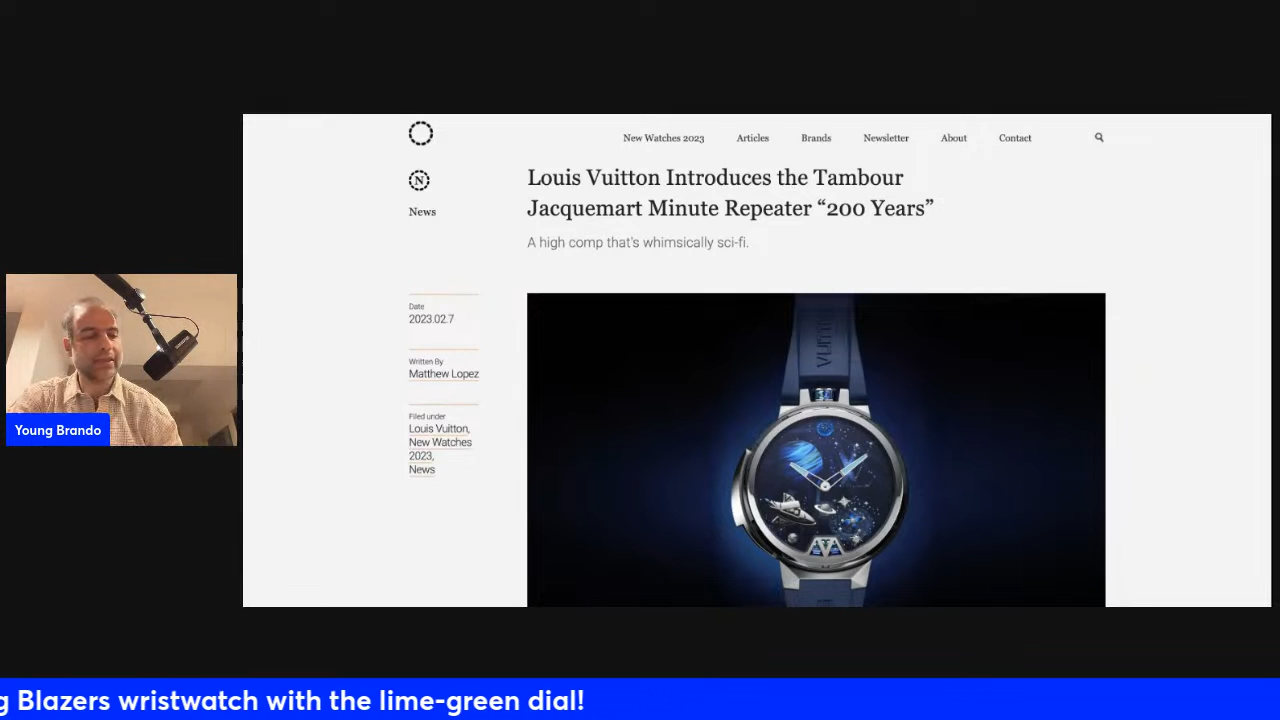 New Watches 2023 Articles Brands Newsletter About Contact
N
News
Louis Vuitton Introduces the Tambour
Jacquemart Minute Repeater “200 Years”
A high comp that's whimsically sci-fi.
Date
2023.02.7
Written By
Matthew Lopez
Filed under
Louis Vuitton,
New Watches
2023,
News
Young Brando
g Blazers wristwatch with the lime-green dial!